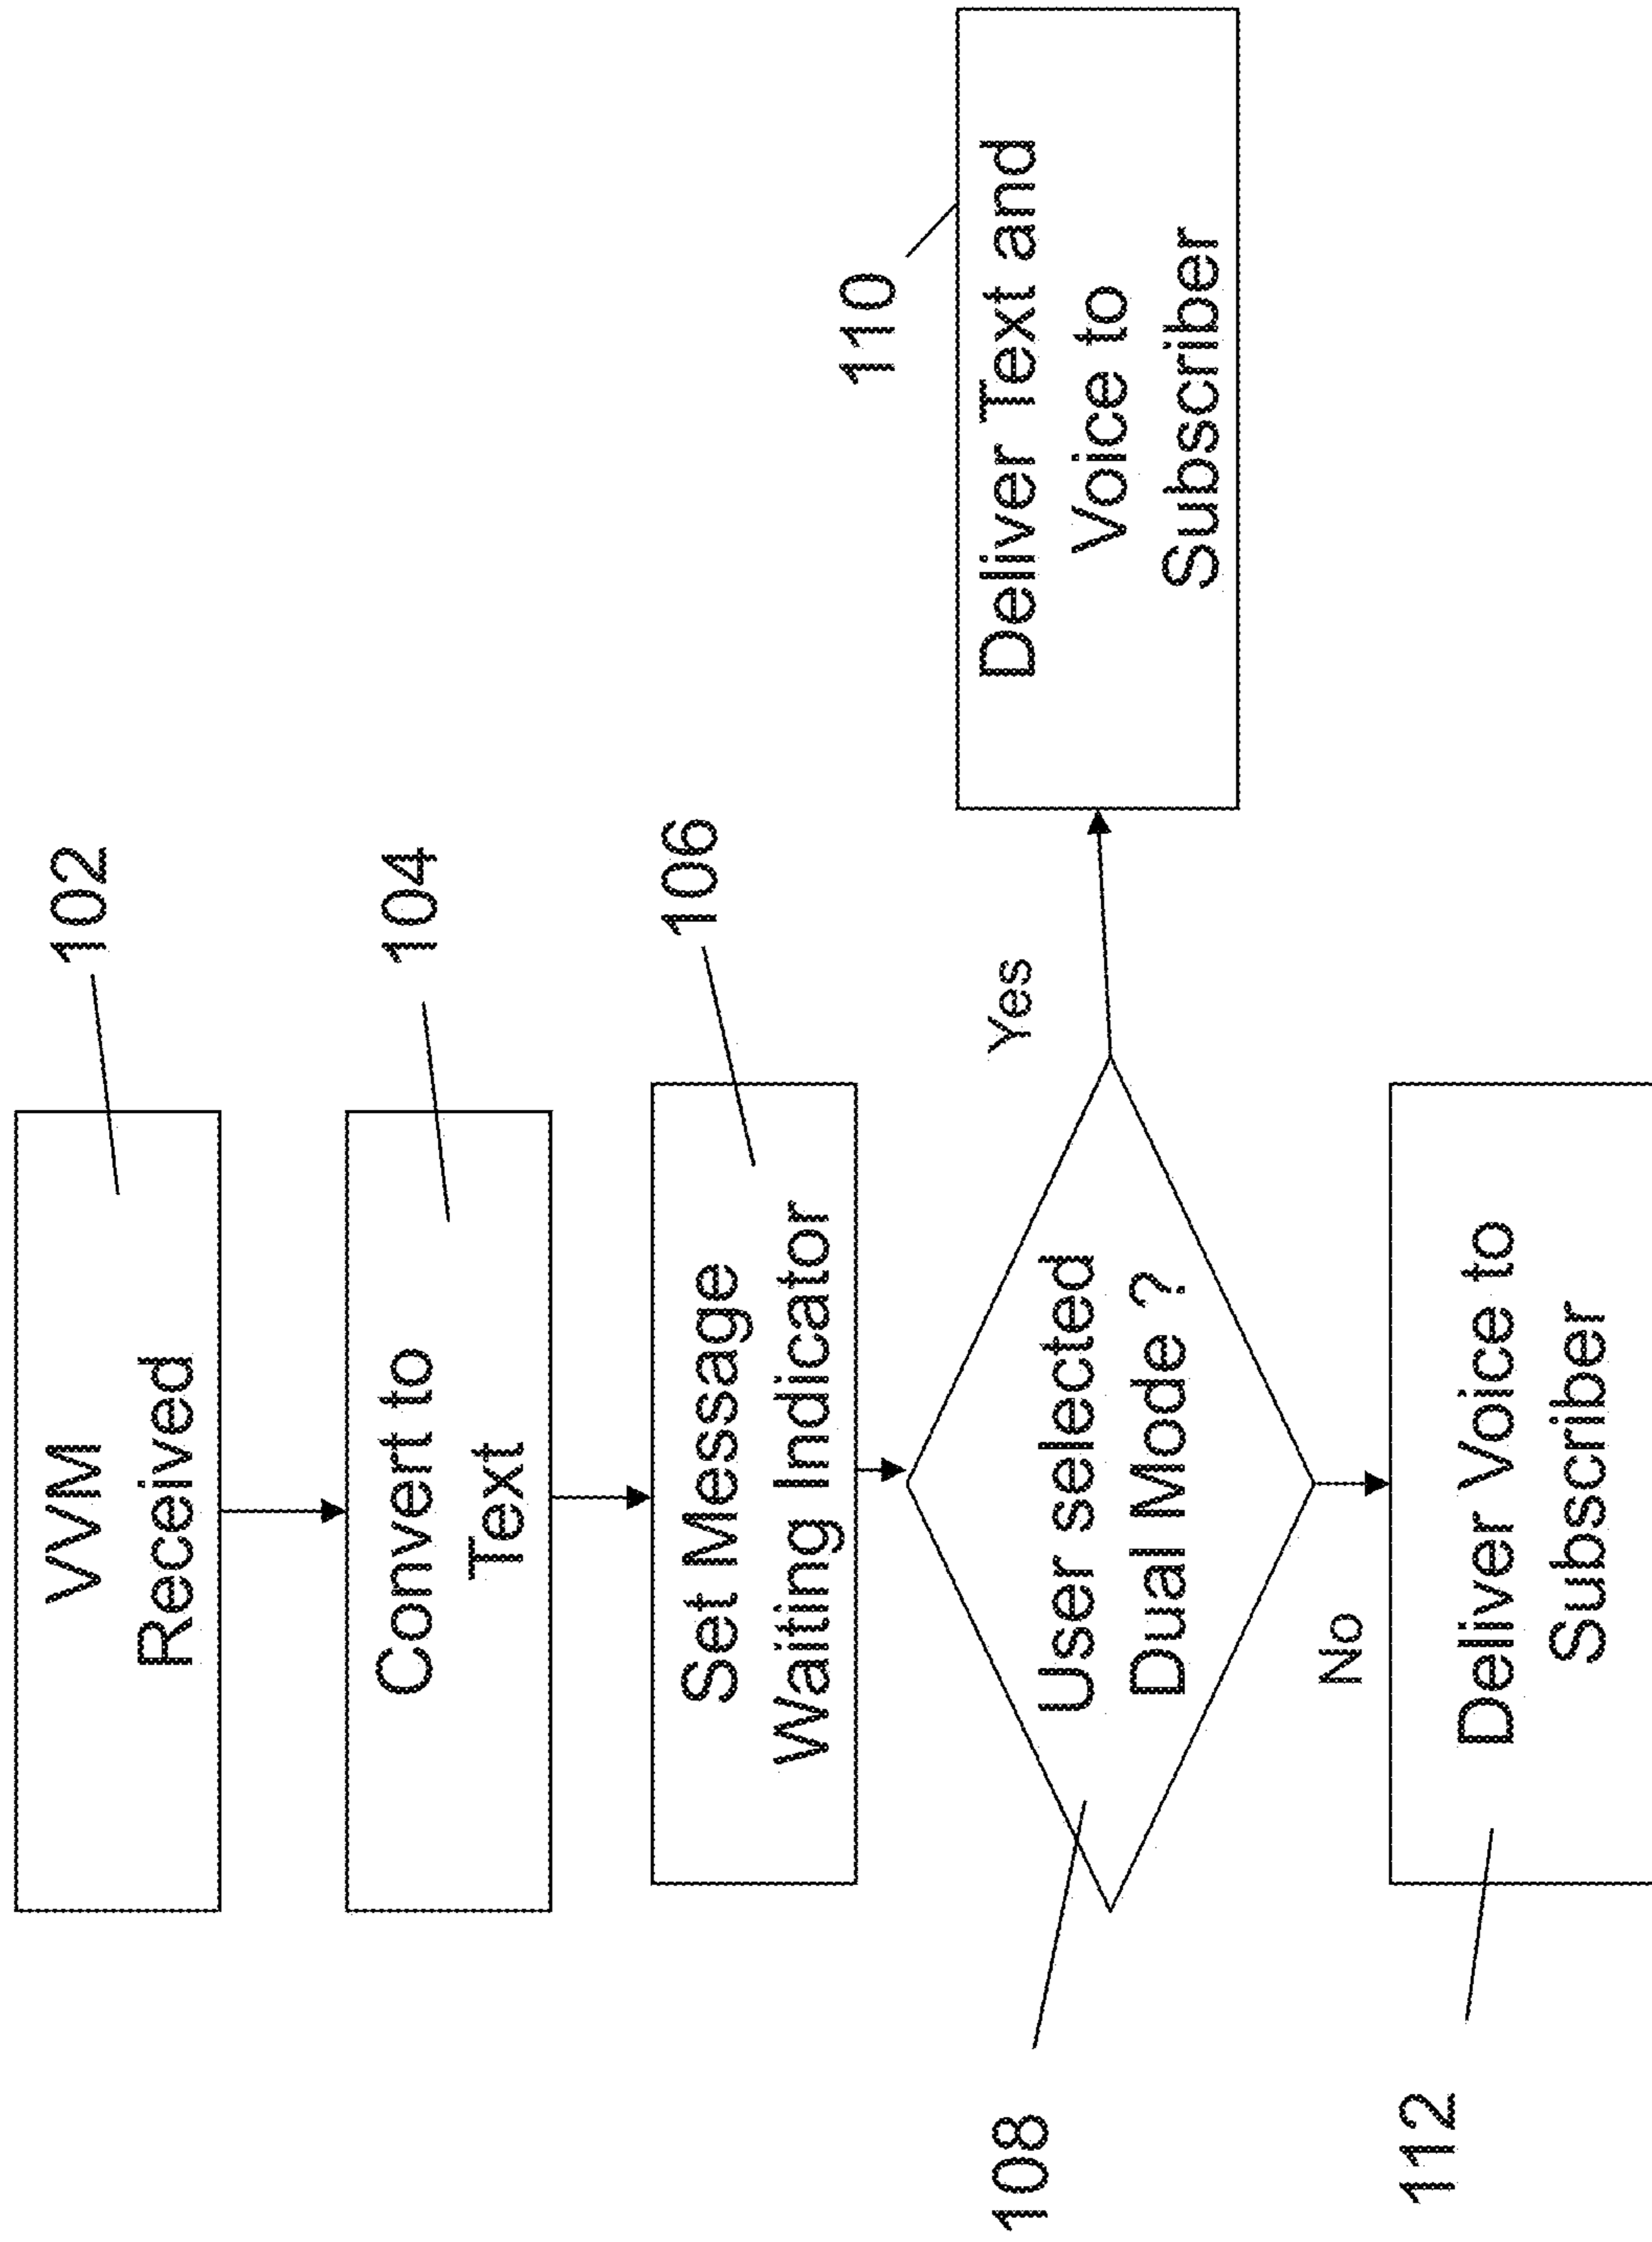 VVM
Received
102
Convert to
Text
104
Set Message
Waiting Indicator
106
User selected
Dual Mode ?
108
Yes
Deliver Text and
Voice to
Subscriber
110
No
Deliver Voice to
Subscriber
112